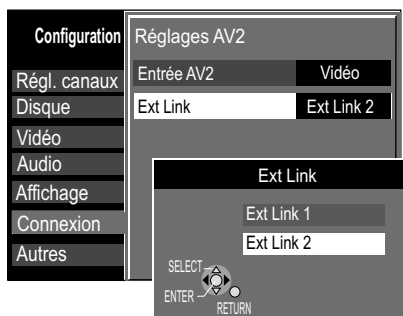 Configuration
Réglages AV2
Régl. canaux
Disque
Vidéo
Audio
Affichage
Connexion
Autres
Entrée AV2 Vidéo
Ext Link Ext Link 2
Ext Link
Ext Link 1
Ext Link 2
SELECT
ENTER
RETURN